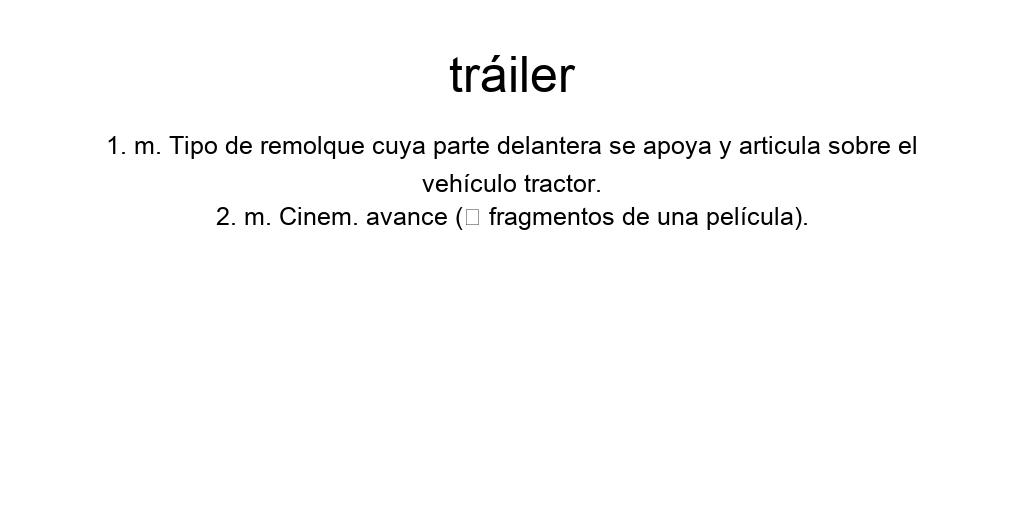 tráiler
1. m. Tipo de remolque cuya parte delantera se apoya y articula sobre el
vehículo tractor.
2. m. Cinem. avance (□ fragmentos de una película).